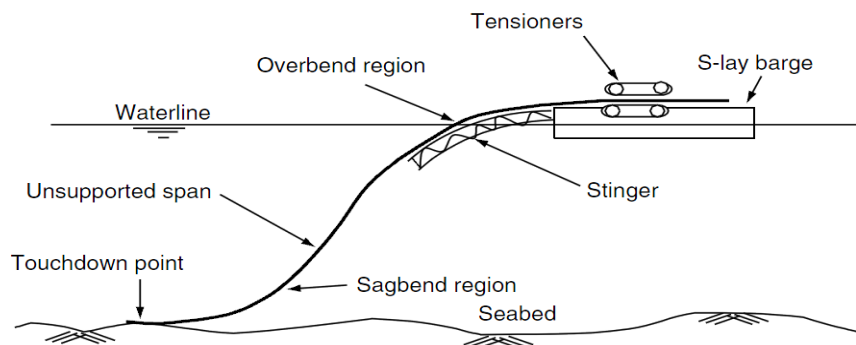 Tensioners
S-lay barge
Overbend region
Waterline
Stinger
Unsupported span
Touchdown point
Sagbend region
Seabed